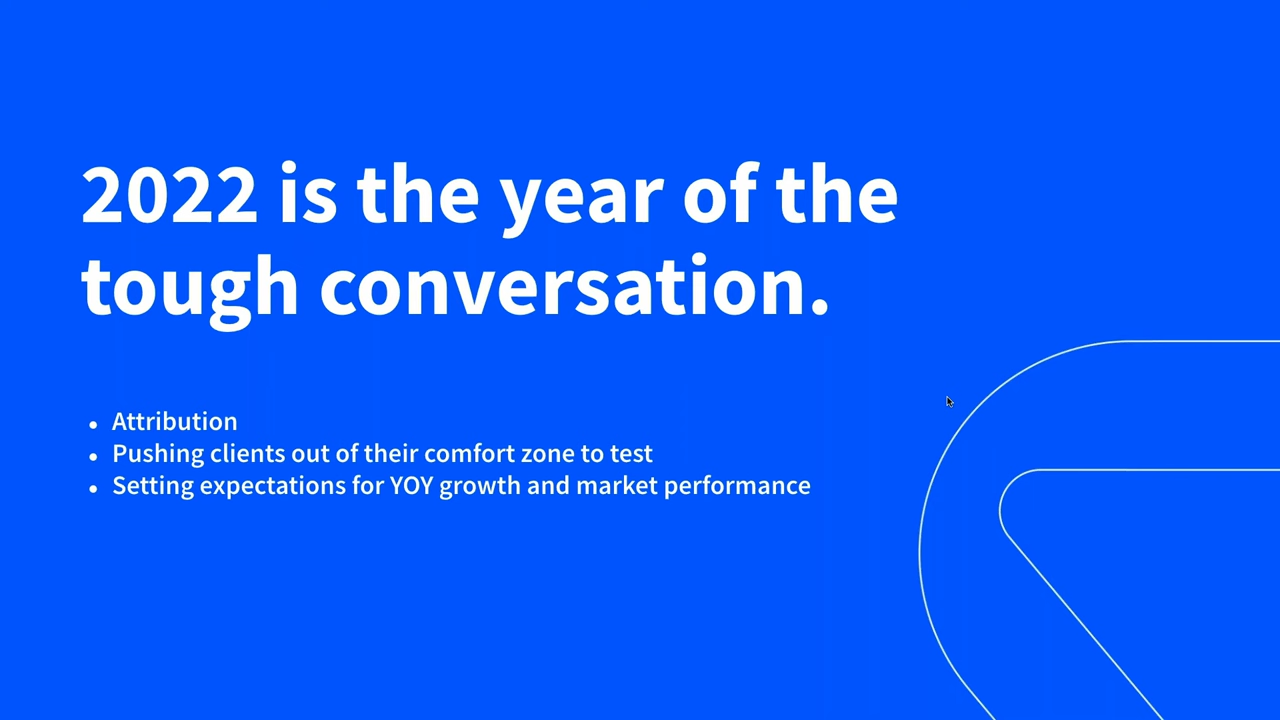 2022 is the year of the
tough conversation.
• Attribution
• Pushing clients out of their comfort zone to test
• Setting expectations for YOY growth and market performance